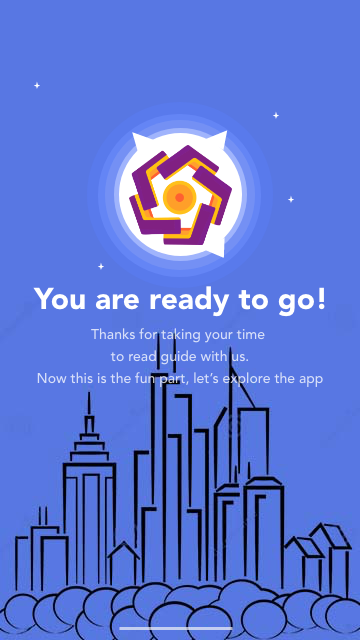 You are ready to go!
Thanks for taking your time
to read guide with us.
Now this is the fun part, let's explore the app